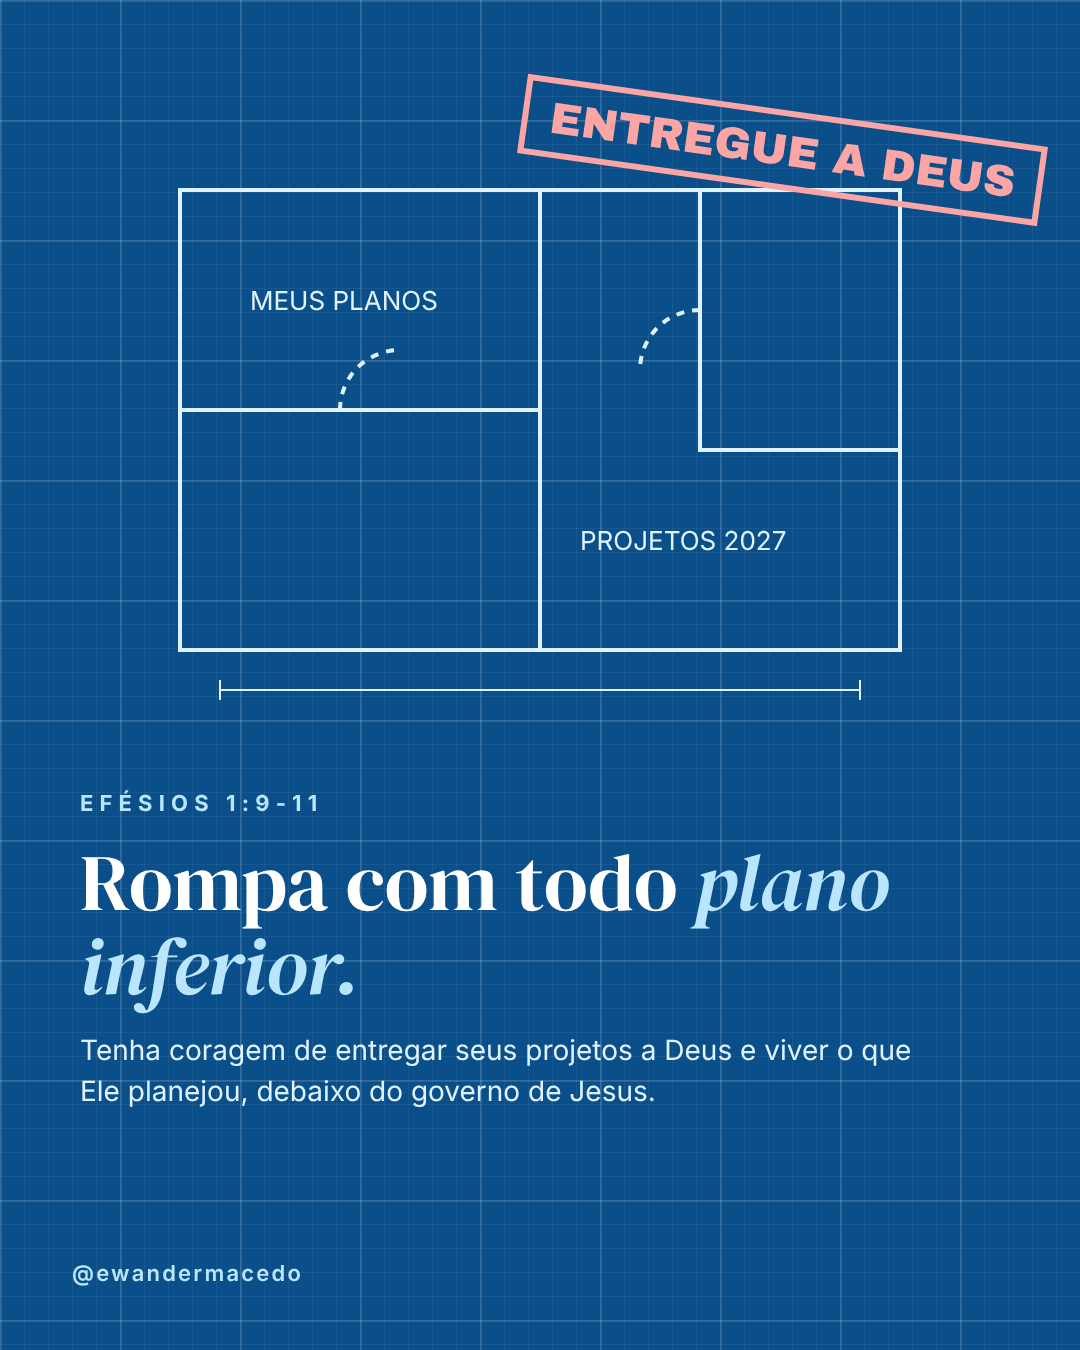 ENTREGUE A DEUS
MEUS PLANOS
PROJETOS 2027
EFÉSIOS 1:9-11
Rompa com todo plano
inferior.
Tenha coragem de entregar seus projetos a Deus e viver o que
Ele planejou, debaixo do governo de Jesus.
@ewandermacedo